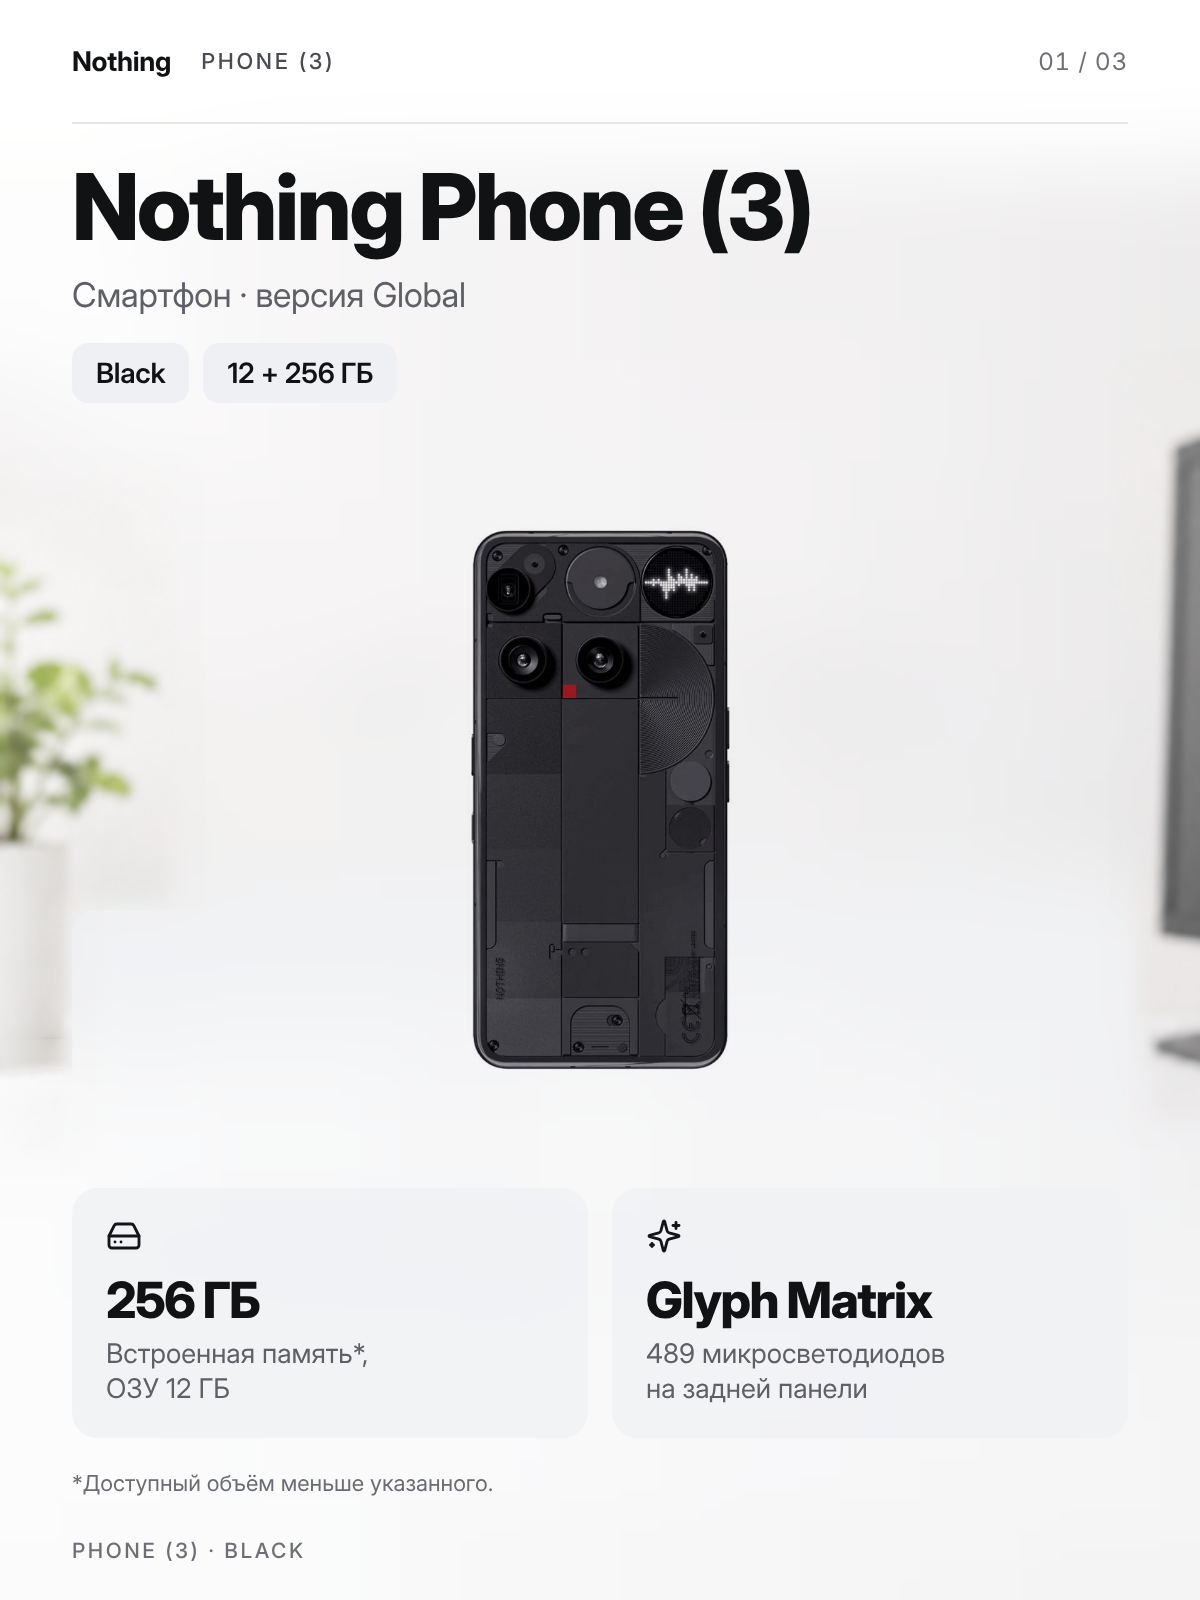 Nothing PHONE (3) 01 / 03
Nothing Phone (3)
Смартфон · версия Global
Black 12 + 256 ГБ
NOTHING
256 ГБ
Встроенная память*,
ОЗУ 12 ГБ
Glyph Matrix
489 микросветодиодов
на задней панели
*Доступный объём меньше указанного.
PHONE (3) · BLACK